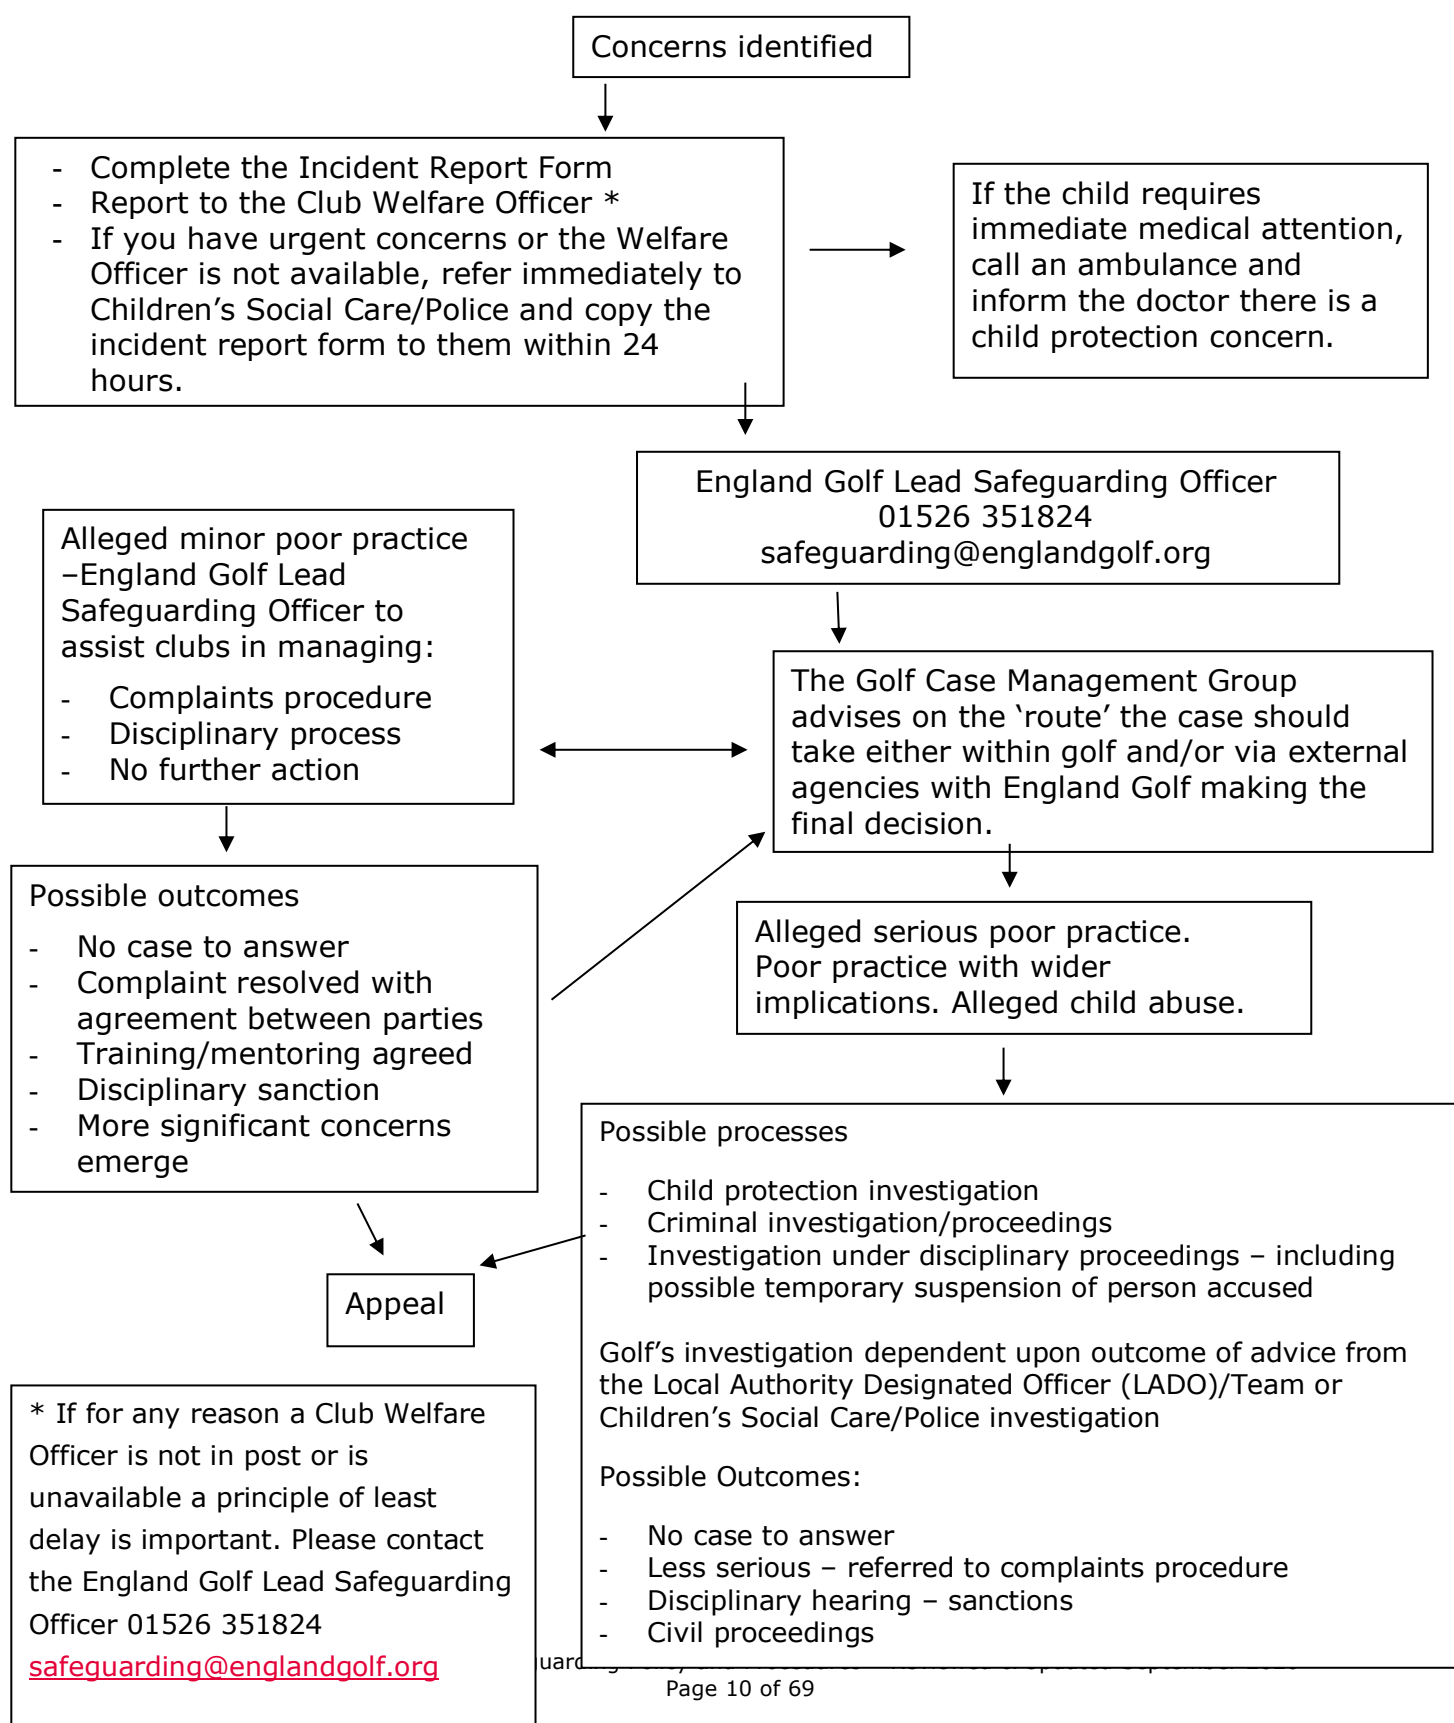 Concerns identified
- Complete the Incident Report Form
- Report to the Club Welfare Officer *
- If you have urgent concerns or the Welfare
Officer is not available, refer immediately to
Children’s Social Care/Police and copy the
incident report form to them within 24
hours.
If the child requires
immediate medical attention,
call an ambulance and
inform the doctor there is a
child protection concern.
England Golf Lead Safeguarding Officer
01526 351824
safeguarding@englandgolf.org
Alleged minor poor practice
–England Golf Lead
Safeguarding Officer to
assist clubs in managing:
- Complaints procedure
- Disciplinary process
- No further action
The Golf Case Management Group
advises on the ‘route’ the case should
take either within golf and/or via external
agencies with England Golf making the
final decision.
Possible outcomes
- No case to answer
- Complaint resolved with
agreement between parties
- Training/mentoring agreed
- Disciplinary sanction
- More significant concerns
emerge
Alleged serious poor practice.
Poor practice with wider
implications. Alleged child abuse.
Possible processes
- Child protection investigation
- Criminal investigation/proceedings
- Investigation under disciplinary proceedings – including
possible temporary suspension of person accused
Golf’s investigation dependent upon outcome of advice from
the Local Authority Designated Officer (LADO)/Team or
Children’s Social Care/Police investigation
Possible Outcomes:
- No case to answer
- Less serious – referred to complaints procedure
- Disciplinary hearing – sanctions
- Civil proceedings
Appeal
* If for any reason a Club Welfare
Officer is not in post or is
unavailable a principle of least
delay is important. Please contact
the England Golf Lead Safeguarding
Officer 01526 351824
safeguarding@englandgolf.org
Page 10 of 69